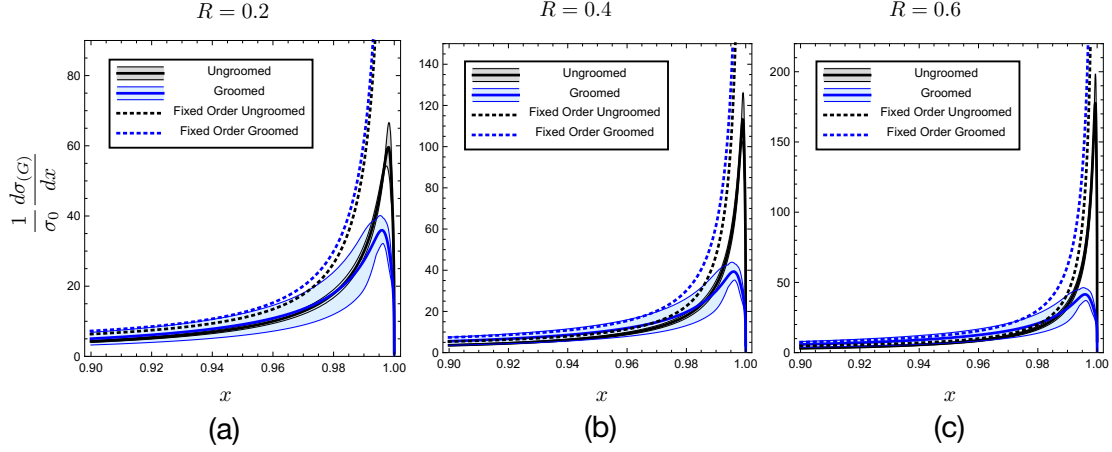 R = 0.2
R = 0.4
R = 0.6
1/σ₀ dσ_(G)/dx
80
60
40
20
0
0.90 0.92 0.94 0.96 0.98 1.00
Ungroomed
Groomed
Fixed Order Ungroomed
Fixed Order Groomed
x
(a)
140
120
100
80
60
40
20
0
0.90 0.92 0.94 0.96 0.98 1.00
Ungroomed
Groomed
Fixed Order Ungroomed
Fixed Order Groomed
x
(b)
200
150
100
50
0
0.90 0.92 0.94 0.96 0.98 1.00
Ungroomed
Groomed
Fixed Order Ungroomed
Fixed Order Groomed
x
(c)